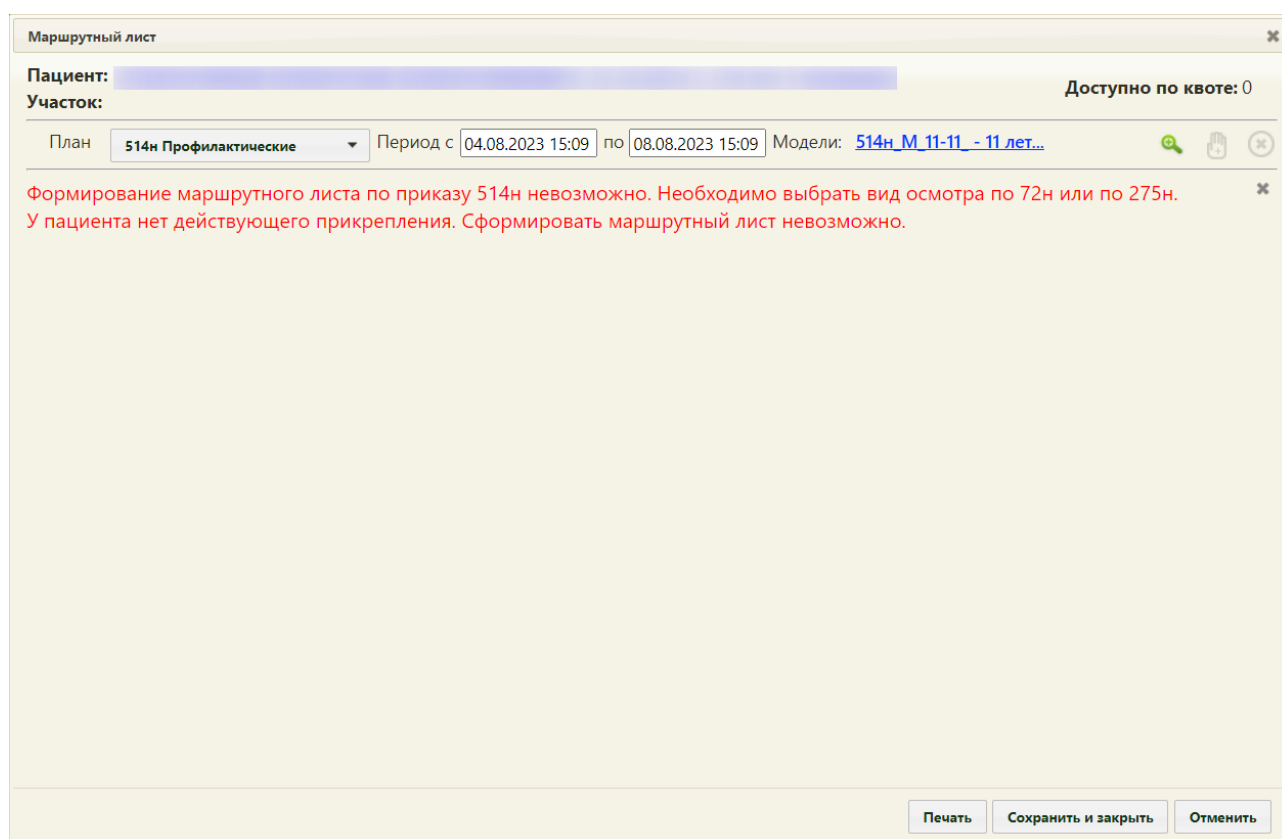 Маршрутный лист
Пациент:
Участок:
Доступно по квоте: 0
План 514н Профилактические Период с 04.08.2023 15:09 по 08.08.2023 15:09 Модели: 514н_М_11-11_ - 11 лет...
Формирование маршрутного листа по приказу 514н невозможно. Необходимо выбрать вид осмотра по 72н или по 275н.
У пациента нет действующего прикрепления. Сформировать маршрутный лист невозможно.
Печать Сохранить и закрыть Отменить